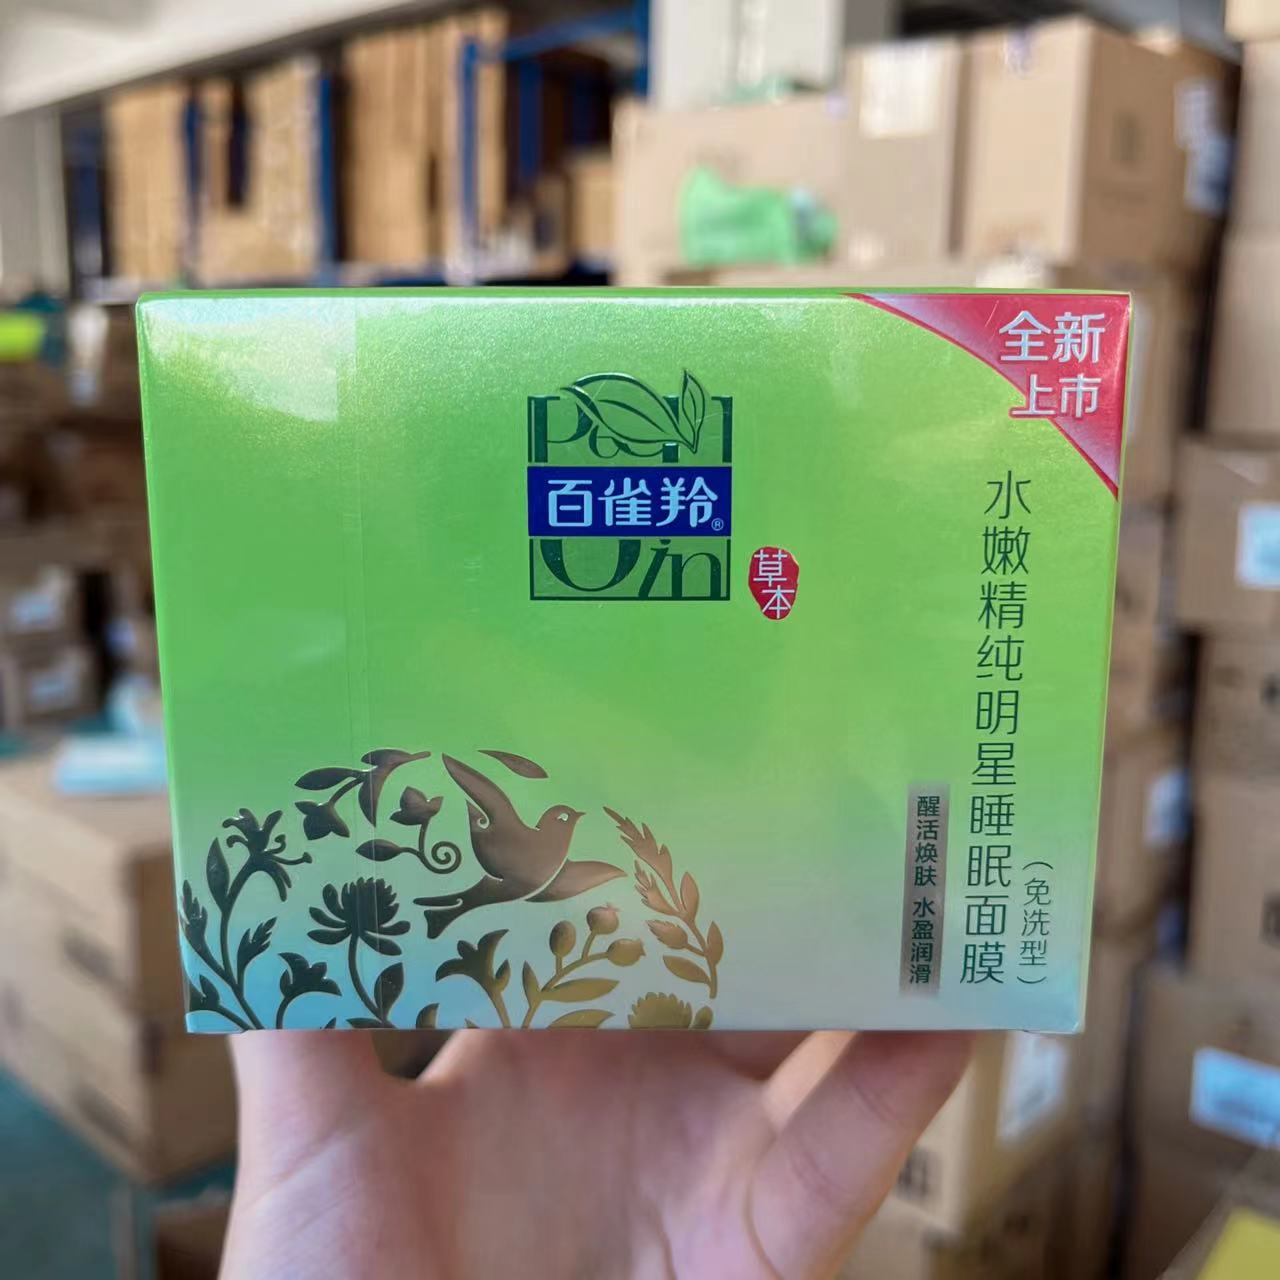 全新
上市
百雀羚®
草本
水嫩精纯明星睡眠面膜
(免洗型)
醒活焕肤 水盈润滑